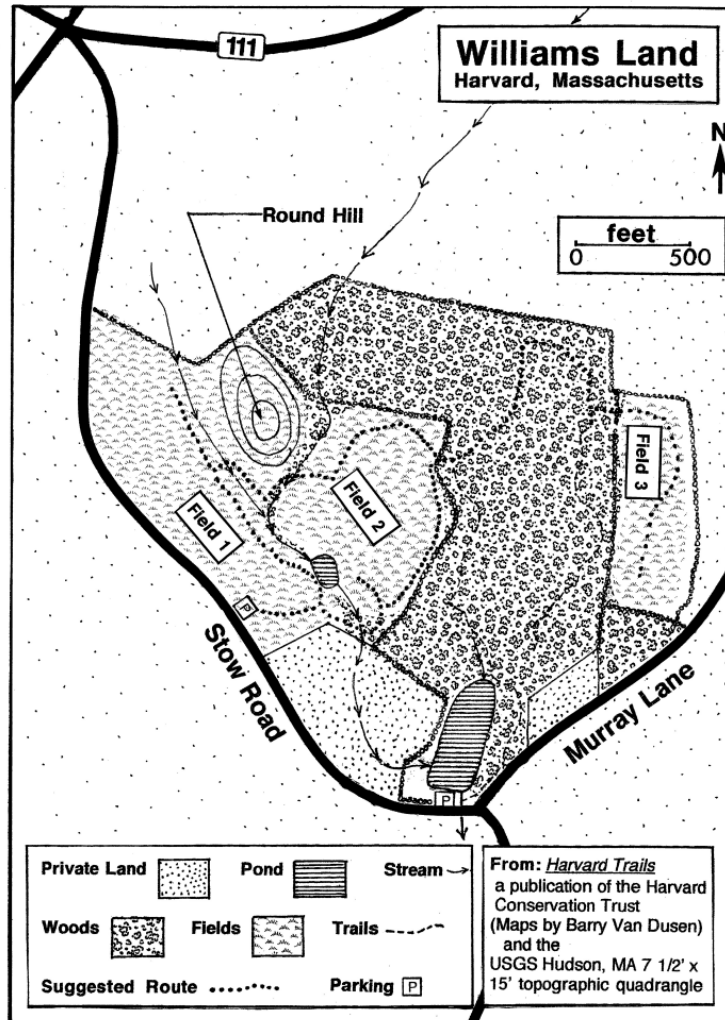 111
Williams Land
Harvard, Massachusetts
N
feet
0 500
Round Hill
Field 1
Field 2
Field 3
P
Stow Road
Murray Lane
P
Private Land
Pond
Stream
Woods
Fields
Trails
Suggested Route
Parking P
From: Harvard Trails
a publication of the Harvard
Conservation Trust
(Maps by Barry Van Dusen)
and the
USGS Hudson, MA 7 1/2' x
15' topographic quadrangle